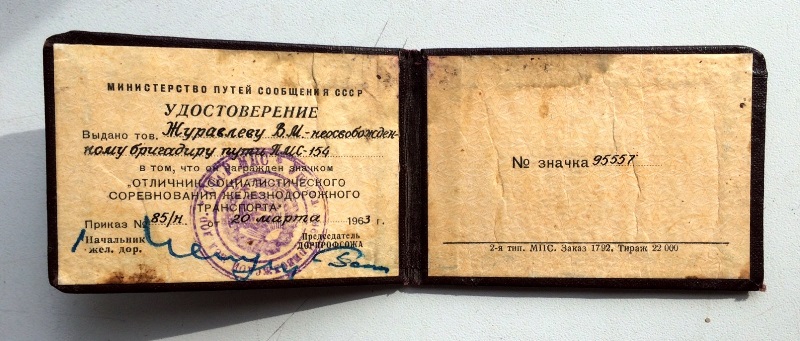 МИНИСТЕРСТВО ПУТЕЙ СООБЩЕНИЯ СССР
УДОСТОВЕРЕНИЕ
Выдано тов. Журавлеву В.М.-неосвобожден-
ному бригадиру пути ПМС-154
в том, что он награжден значком
„ОТЛИЧНИК СОЦИАЛИСТИЧЕСКОГО
СОРЕВНОВАНИЯ ЖЕЛЕЗНОДОРОЖНОГО
ТРАНСПОРТА"
Приказ № 85/н от 20 марта 1963 г.
Начальник жел. дор.
Председатель ДОРПРОФСОЖА
№ значка 95557
2-я тип. МПС. Заказ 1792. Тираж 22 000